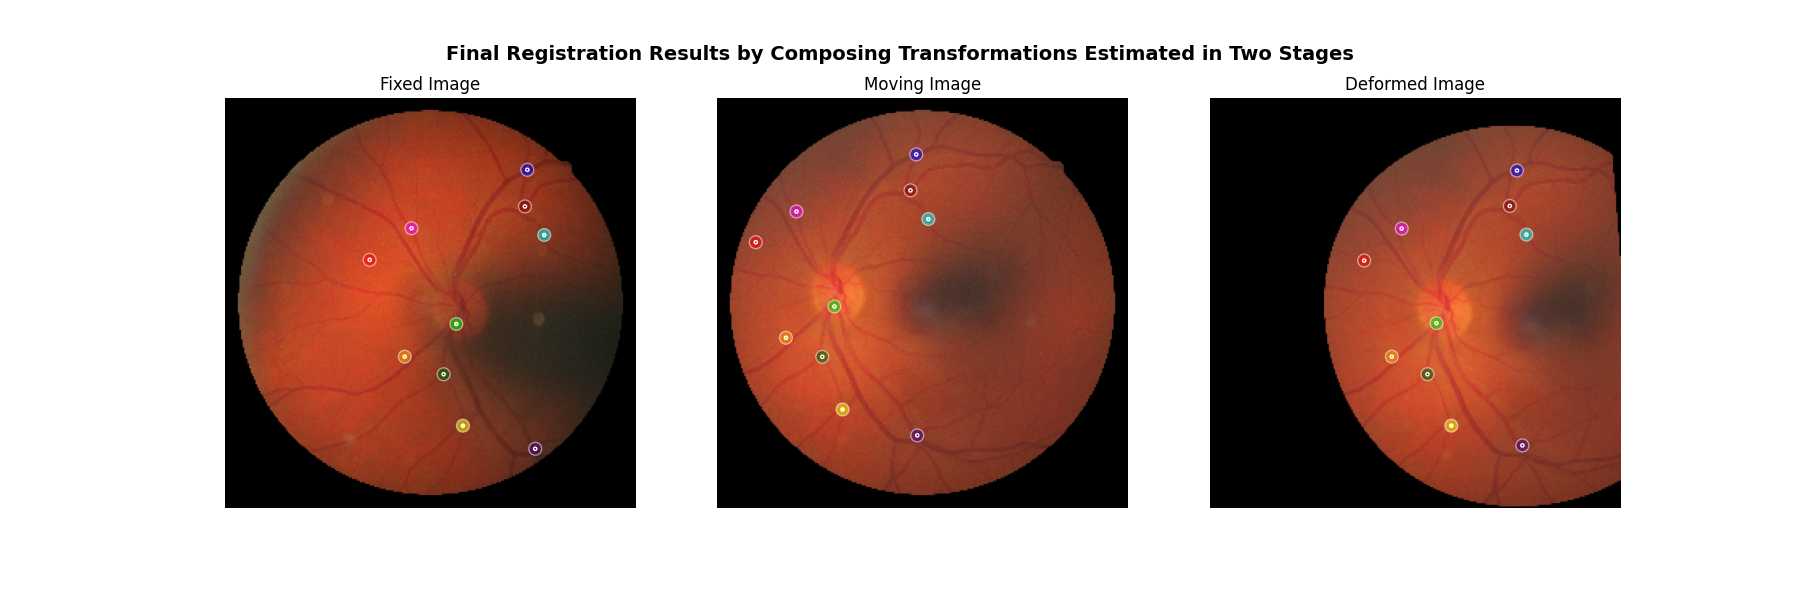 Final Registration Results by Composing Transformations Estimated in Two Stages
Fixed Image
Moving Image
Deformed Image